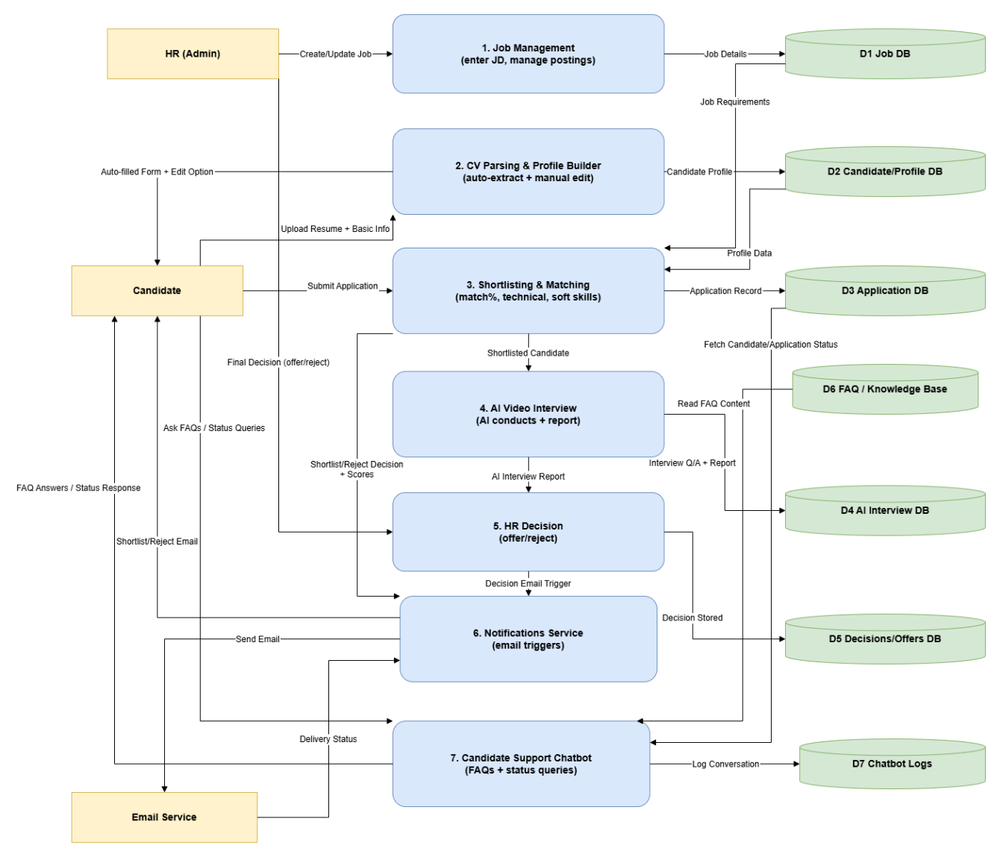 HR (Admin)
Create/Update Job
1. Job Management
(enter JD, manage postings)
Job Details
D1 Job DB
Job Requirements
Auto-filled Form + Edit Option
2. CV Parsing & Profile Builder
(auto-extract + manual edit)
Candidate Profile
D2 Candidate/Profile DB
Upload Resume + Basic Info
Profile Data
Candidate
Submit Application
3. Shortlisting & Matching
(match%, technical, soft skills)
Application Record
D3 Application DB
Fetch Candidate/Application Status
Shortlisted Candidate
Final Decision (offer/reject)
D6 FAQ / Knowledge Base
Read FAQ Content
4. AI Video Interview
(AI conducts + report)
Ask FAQs / Status Queries
Shortlist/Reject Decision
+ Scores
Interview Q/A + Report
AI Interview Report
FAQ Answers / Status Response
D4 AI Interview DB
5. HR Decision
(offer/reject)
Shortlist/Reject Email
Decision Email Trigger
Decision Stored
6. Notifications Service
(email triggers)
Send Email
D5 Decisions/Offers DB
Delivery Status
7. Candidate Support Chatbot
(FAQs + status queries)
Log Conversation
D7 Chatbot Logs
Email Service